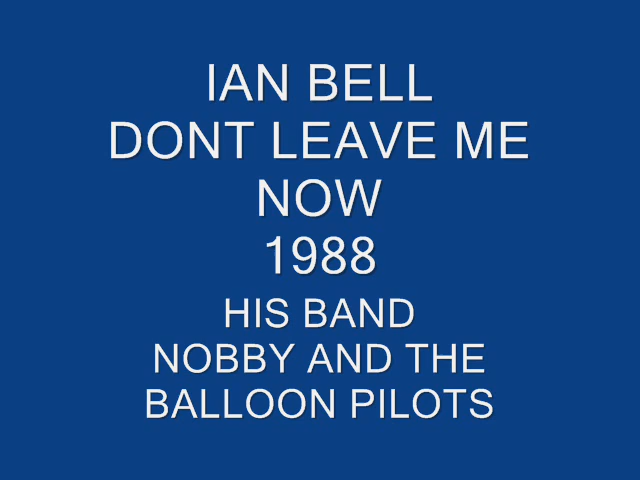 IAN BELL
DONT LEAVE ME
NOW
1988
HIS BAND
NOBBY AND THE
BALLOON PILOTS